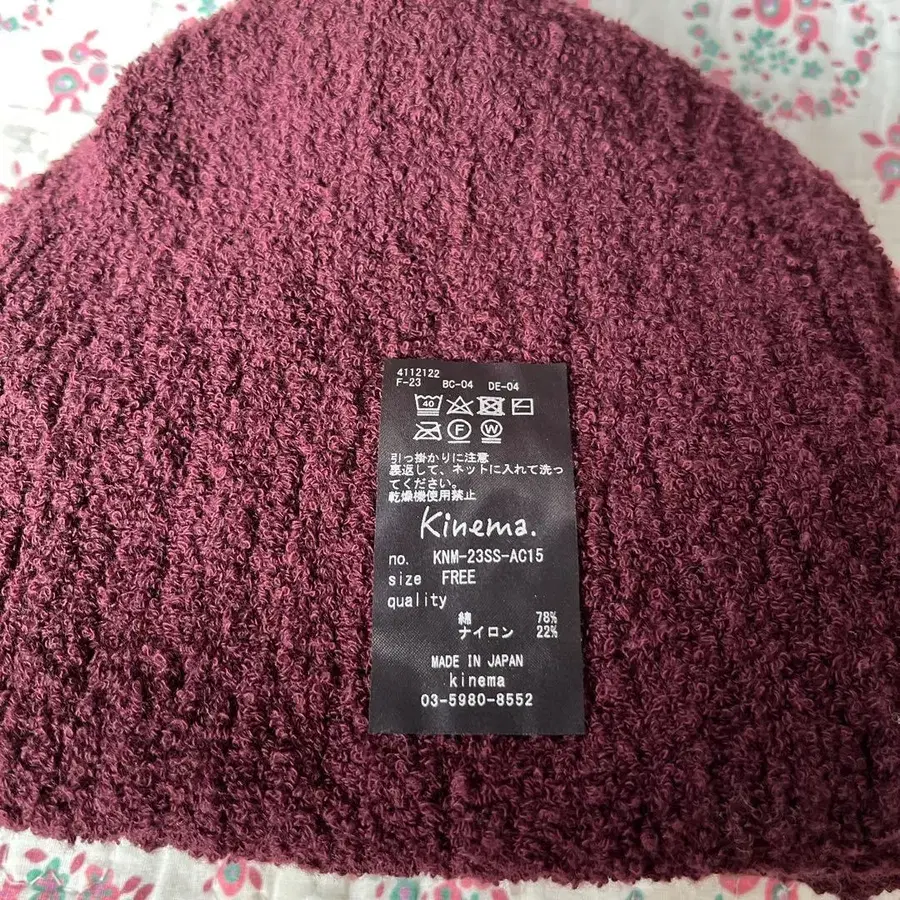 4112122
F-23 BC-04 DE-04
40
F W
引っ掛かりに注意
裏返して、ネットに入れて洗っ
てください。
乾燥機使用禁止
Kinema.
no. KNM-23SS-AC15
size FREE
quality
綿 78%
ナイロン 22%
MADE IN JAPAN
kinema
03-5980-8552